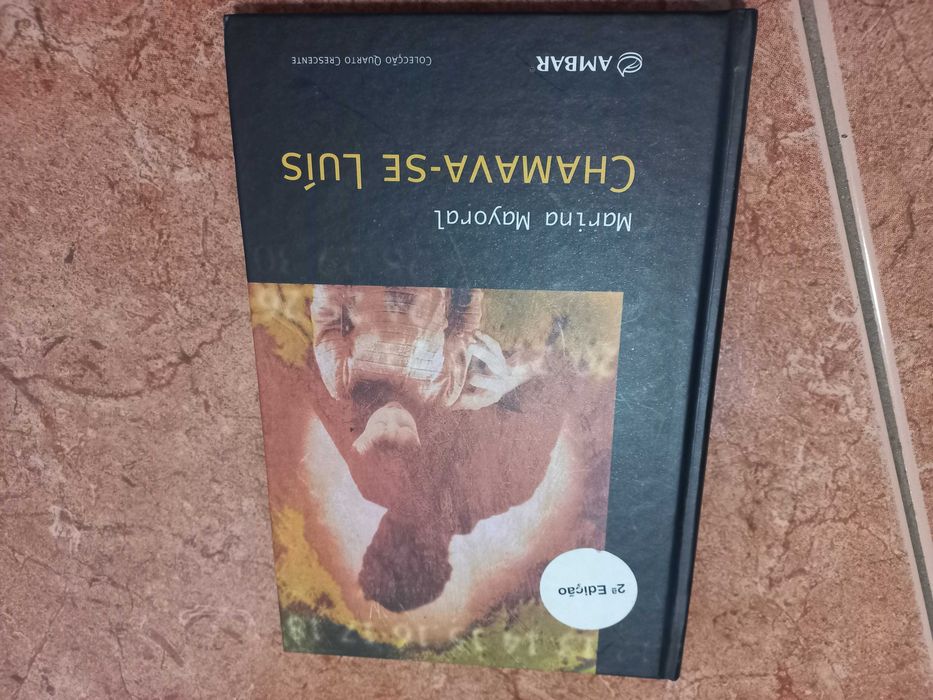 2ª Edição
Marina Mayoral
CHAMAVA-SE LUÍS
AMBAR
COLECÇÃO QUARTO CRESCENTE